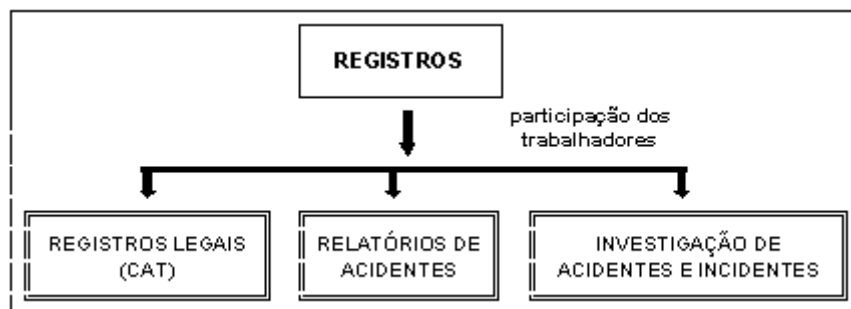 REGISTROS
participação dos
trabalhadores
REGISTROS LEGAIS
(CAT)
RELATÓRIOS DE
ACIDENTES
INVESTIGAÇÃO DE
ACIDENTES E INCIDENTES